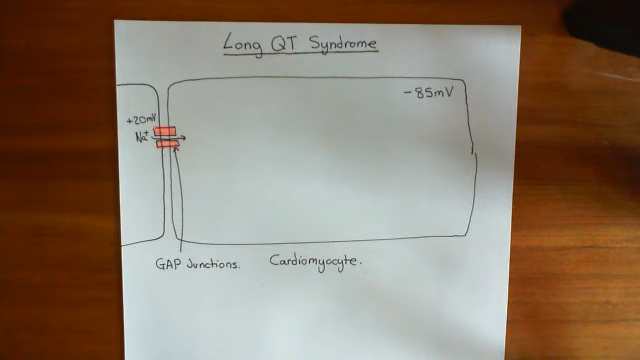 Long QT Syndrome
-85mV
+20mV
Na+
GAP Junctions.
Cardiomyocyte.